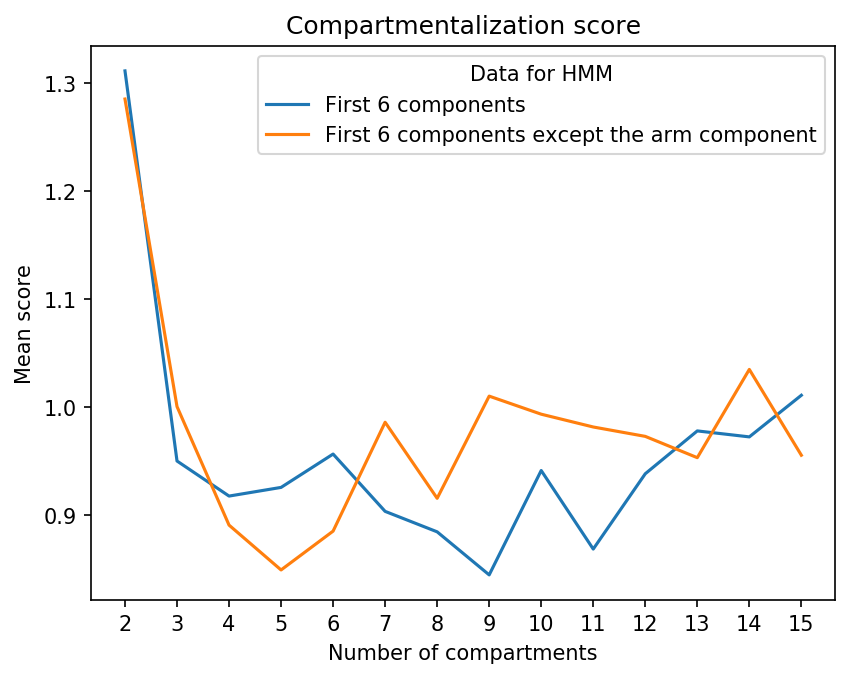 Compartmentalization score
Data for HMM
First 6 components
First 6 components except the arm component
Mean score
1.3
1.2
1.1
1.0
0.9
2 3 4 5 6 7 8 9 10 11 12 13 14 15
Number of compartments